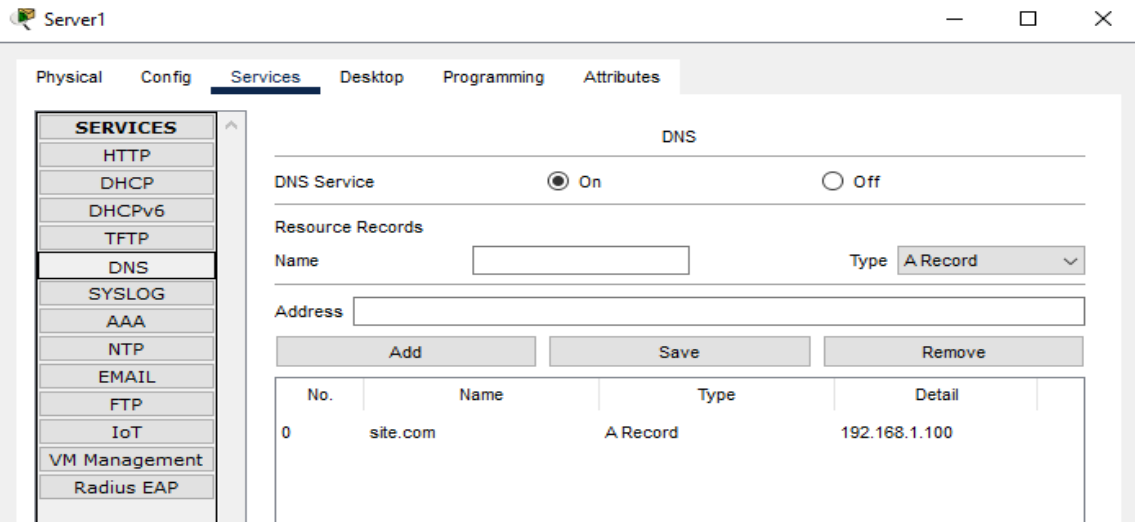 Server1
Physical Config Services Desktop Programming Attributes
SERVICES
HTTP
DHCP
DHCPv6
TFTP
DNS
SYSLOG
AAA
NTP
EMAIL
FTP
IoT
VM Management
Radius EAP
DNS
DNS Service On Off
Resource Records
Name Type A Record
Address
Add Save Remove
No. Name Type Detail
0 site.com A Record 192.168.1.100